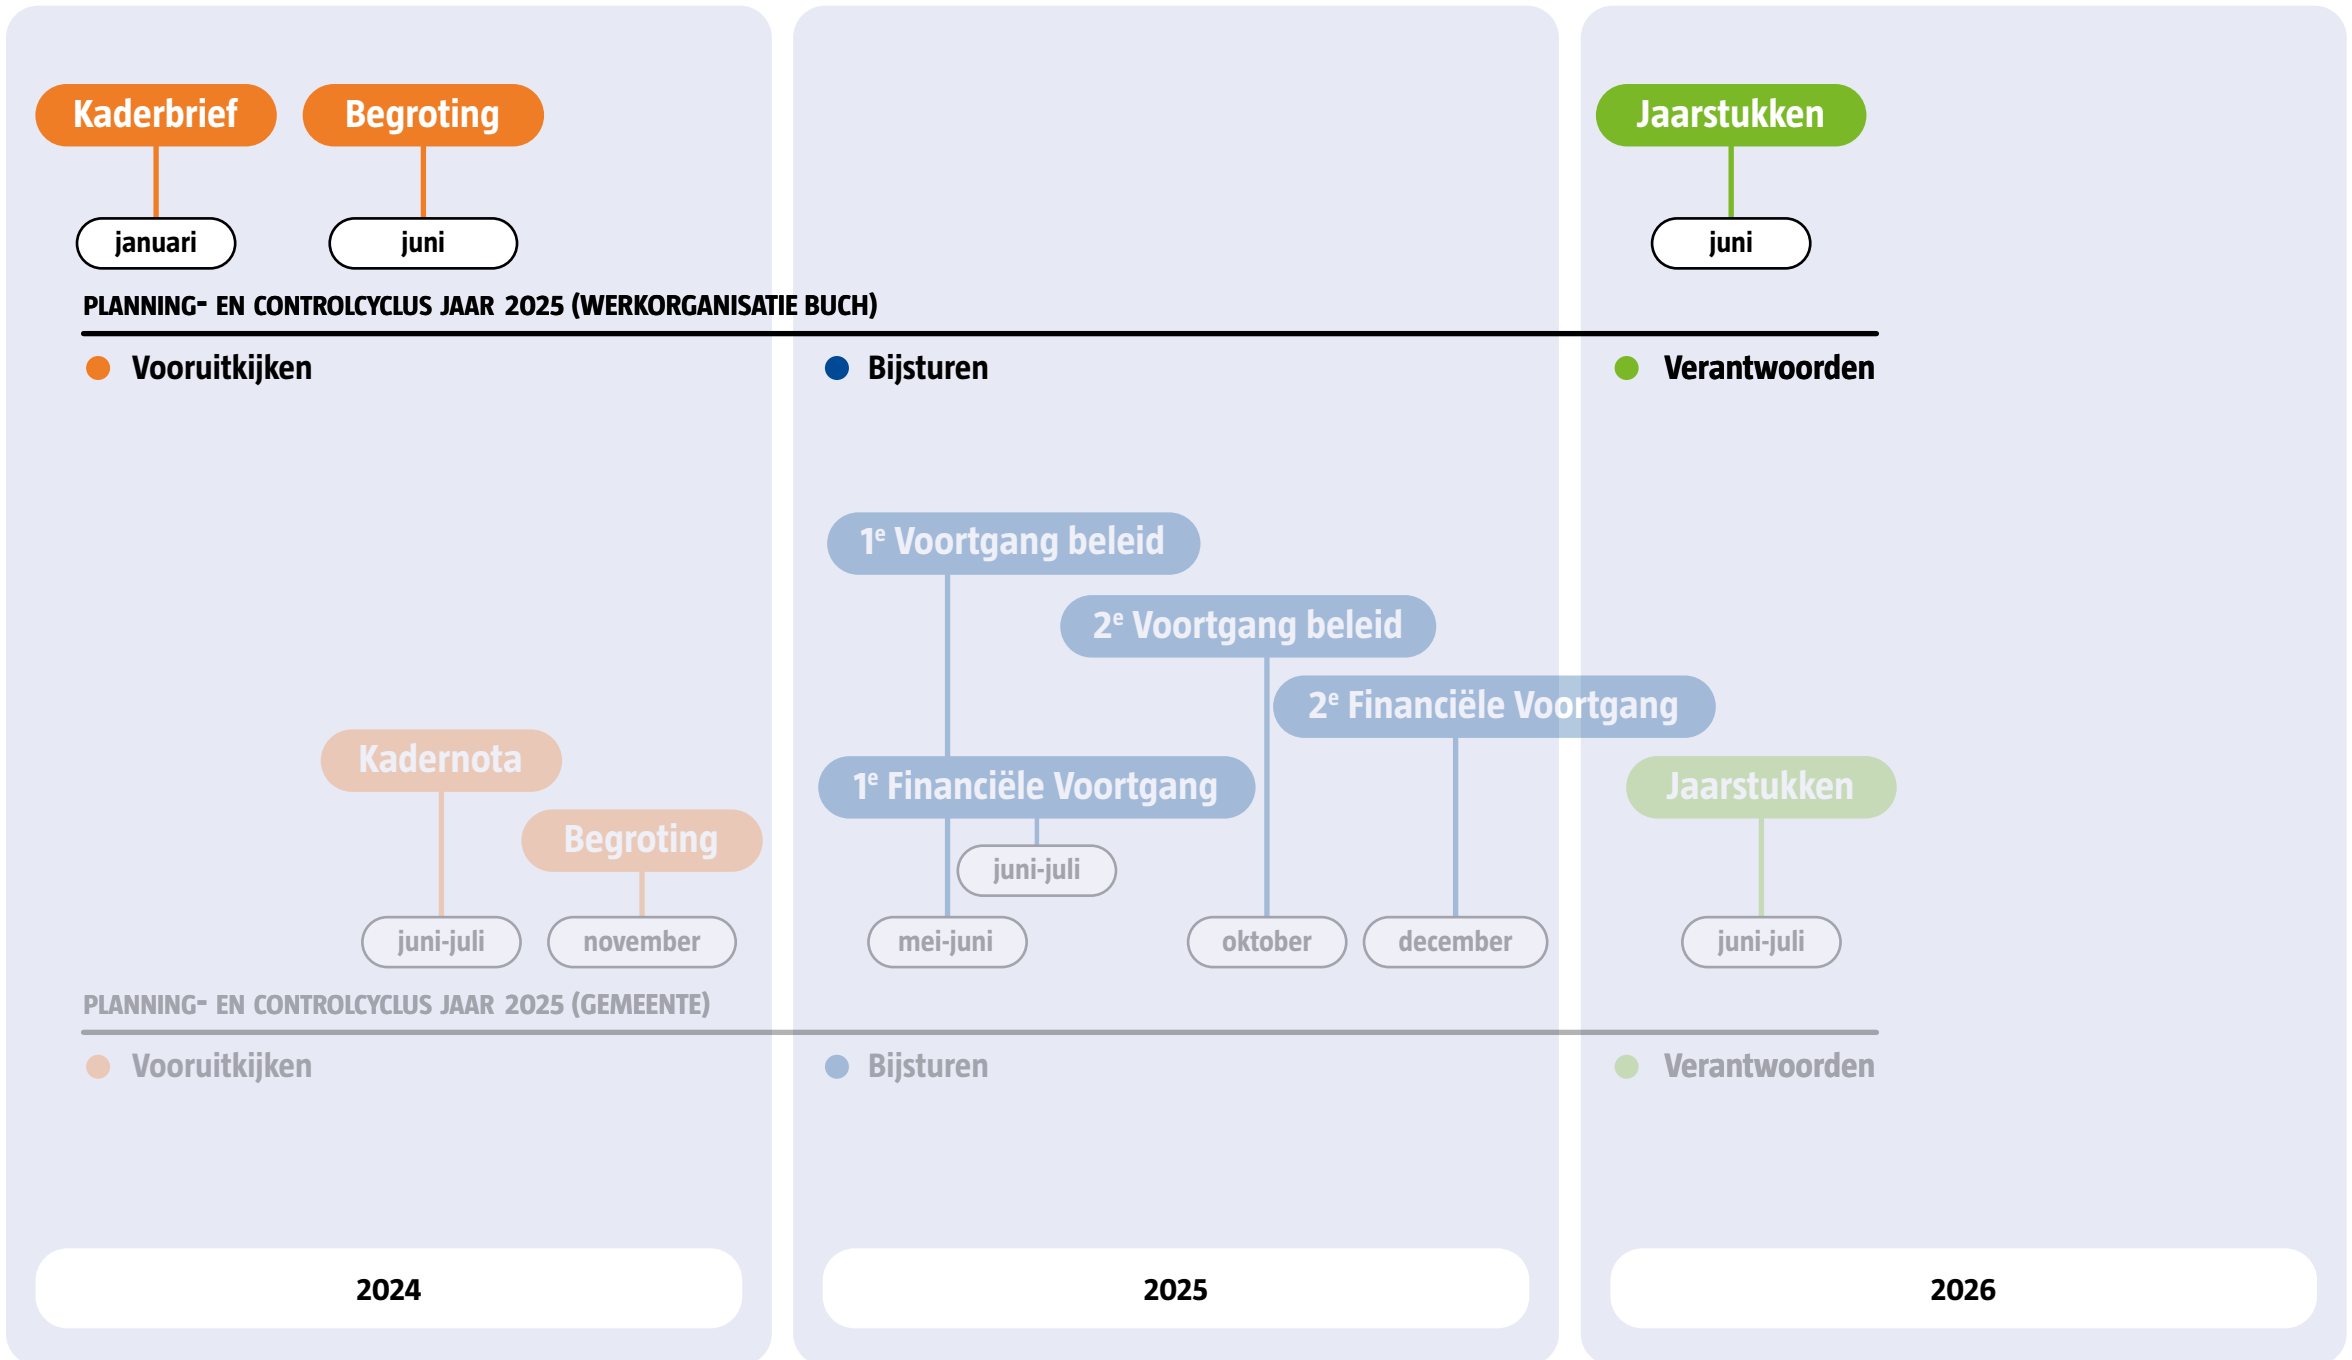 Kaderbrief
Begroting
Jaarstukken
januari
juni
juni
PLANNING- EN CONTROLCYCLUS JAAR 2025 (WERKORGANISATIE BUCH)
Vooruitkijken
Bijsturen
Verantwoorden
1e Voortgang beleid
2e Voortgang beleid
2e Financiële Voortgang
Kadernota
1e Financiële Voortgang
Jaarstukken
Begroting
juni-juli
juni-juli
november
mei-juni
oktober
december
juni-juli
PLANNING- EN CONTROLCYCLUS JAAR 2025 (GEMEENTE)
Vooruitkijken
Bijsturen
Verantwoorden
2024
2025
2026